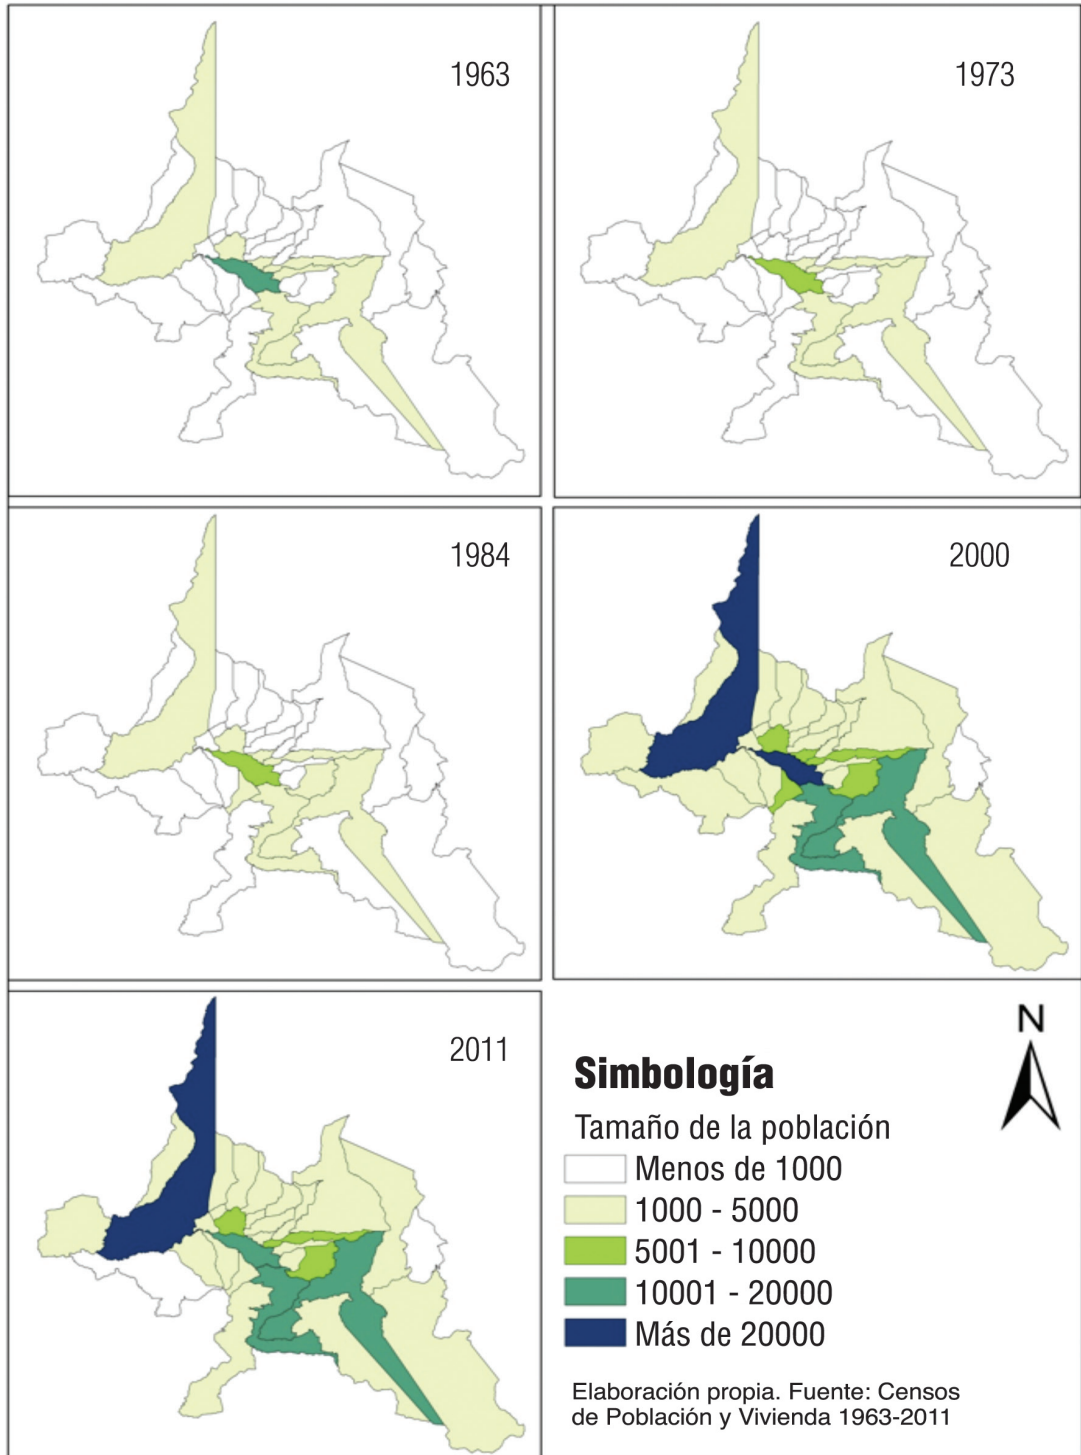 1963
1973
1984
2000
2011
N
Simbología
Tamaño de la población
Menos de 1000
1000 - 5000
5001 - 10000
10001 - 20000
Más de 20000
Elaboración propia. Fuente: Censos
de Población y Vivienda 1963-2011